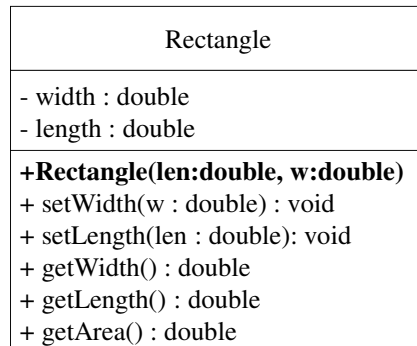 Rectangle
- width : double
- length : double
+Rectangle(len:double, w:double)
+ setWidth(w : double) : void
+ setLength(len : double): void
+ getWidth() : double
+ getLength() : double
+ getArea() : double